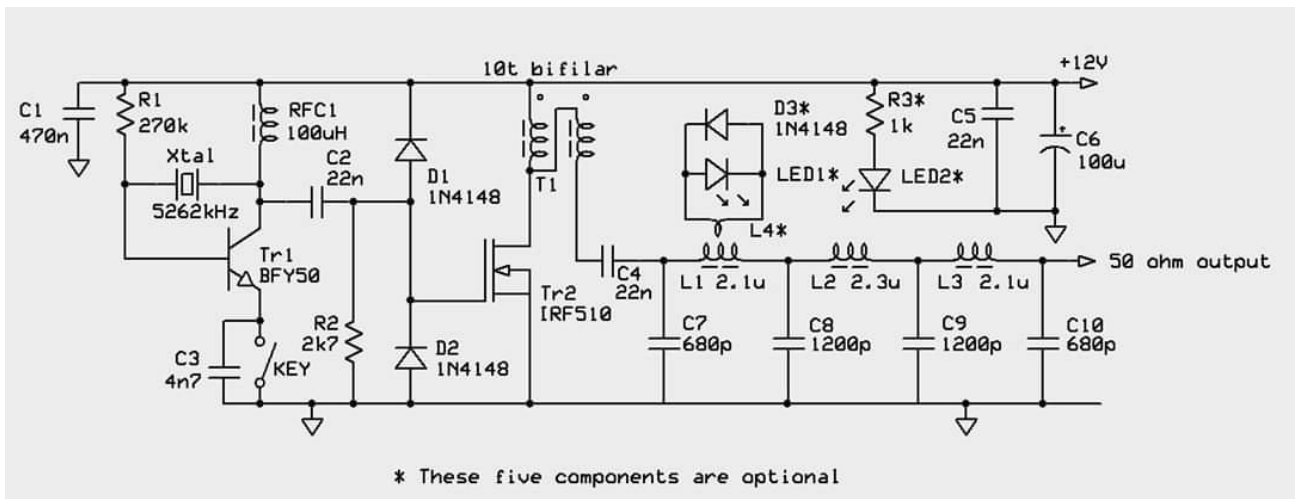 +12V
10t bifilar
C1
470n
R1
270k
RFC1
100uH
D3*
1N4148
R3*
1k
C5
22n
+
C6
100u
Xtal
5262kHz
C2
22n
D1
1N4148
T1
LED1*
LED2*
L4*
Tr1
BFY50
C4
22n
L1 2.1u
L2 2.3u
L3 2.1u
50 ohm output
Tr2
IRF510
R2
2k7
C7
680p
C8
1200p
C9
1200p
C10
680p
C3
4n7
KEY
D2
1N4148
* These five components are optional